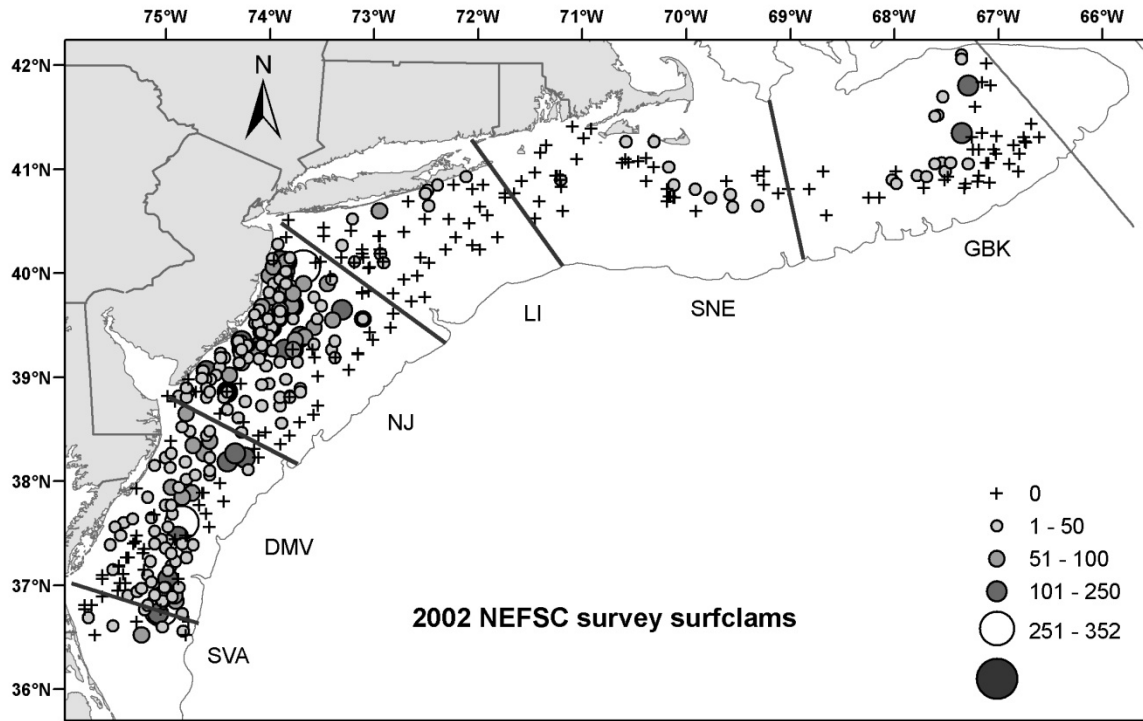 75°W 74°W 73°W 72°W 71°W 70°W 69°W 68°W 67°W 66°W
42°N
N
41°N
GBK
40°N
LI
SNE
39°N
NJ
38°N
0
1 - 50
DMV
51 - 100
37°N
101 - 250
2002 NEFSC survey surfclams
251 - 352
SVA
36°N